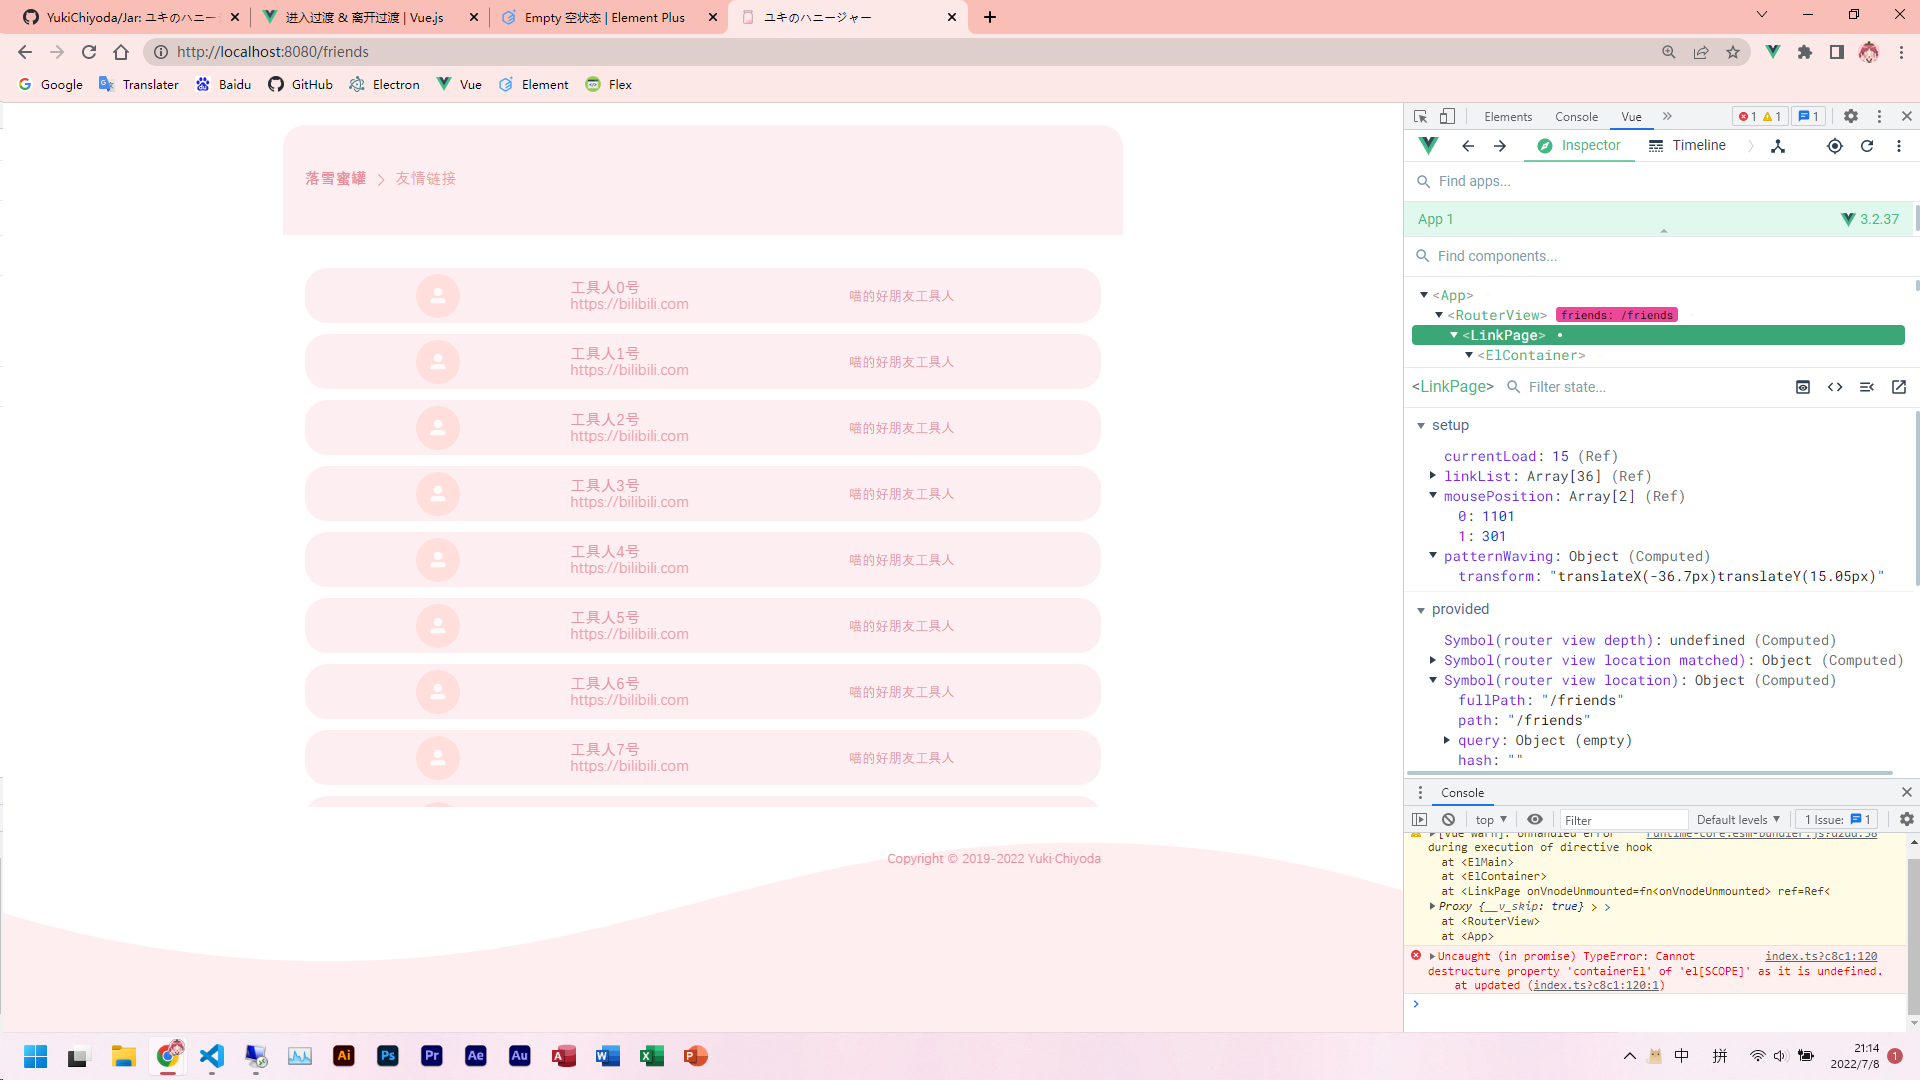 YukiChiyoda/Jar: ユキのハニー
进入过渡 & 离开过渡 | Vue.js
Empty 空状态 | Element Plus
ユキのハニージャー
http://localhost:8080/friends
Google
Translater
Baidu
GitHub
Electron
Vue
Element
Flex
落雪蜜罐
友情链接
工具人0号
https://bilibili.com
喵的好朋友工具人
工具人1号
https://bilibili.com
喵的好朋友工具人
工具人2号
https://bilibili.com
喵的好朋友工具人
工具人3号
https://bilibili.com
喵的好朋友工具人
工具人4号
https://bilibili.com
喵的好朋友工具人
工具人5号
https://bilibili.com
喵的好朋友工具人
工具人6号
https://bilibili.com
喵的好朋友工具人
工具人7号
https://bilibili.com
喵的好朋友工具人
Copyright © 2019-2022 Yuki·Chiyoda
Elements
Console
Vue
1
1
1
Inspector
Timeline
Find apps...
App 1
3.2.37
Find components...
<App>
<RouterView> friends: /friends
<LinkPage>
<ElContainer>
<LinkPage>
Filter state...
setup
currentLoad: 15 (Ref)
linkList: Array[36] (Ref)
mousePosition: Array[2] (Ref)
0: 1101
1: 301
patternWaving: Object (Computed)
transform: "translateX(-36.7px)translateY(15.05px)"
provided
Symbol(router view depth): undefined (Computed)
Symbol(router view location matched): Object (Computed)
Symbol(router view location): Object (Computed)
fullPath: "/friends"
path: "/friends"
query: Object (empty)
hash: ""
Console
top
Filter
Default levels
1 Issue:
1
[Vue warn]: Unhandled error
during execution of directive hook
at <ElMain>
at <ElContainer>
at <LinkPage onVnodeUnmounted=fn<onVnodeUnmounted> ref=Ref<
Proxy {__v_skip: true} > >
at <RouterView>
at <App>
Uncaught (in promise) TypeError: Cannot index.ts?c8c1:120
destructure property 'containerEl' of 'el[SCOPE]' as it is undefined.
at updated (index.ts?c8c1:120:1)
Ai
Ps
Pr
Ae
Au
中
拼
21:14
2022/7/8
1